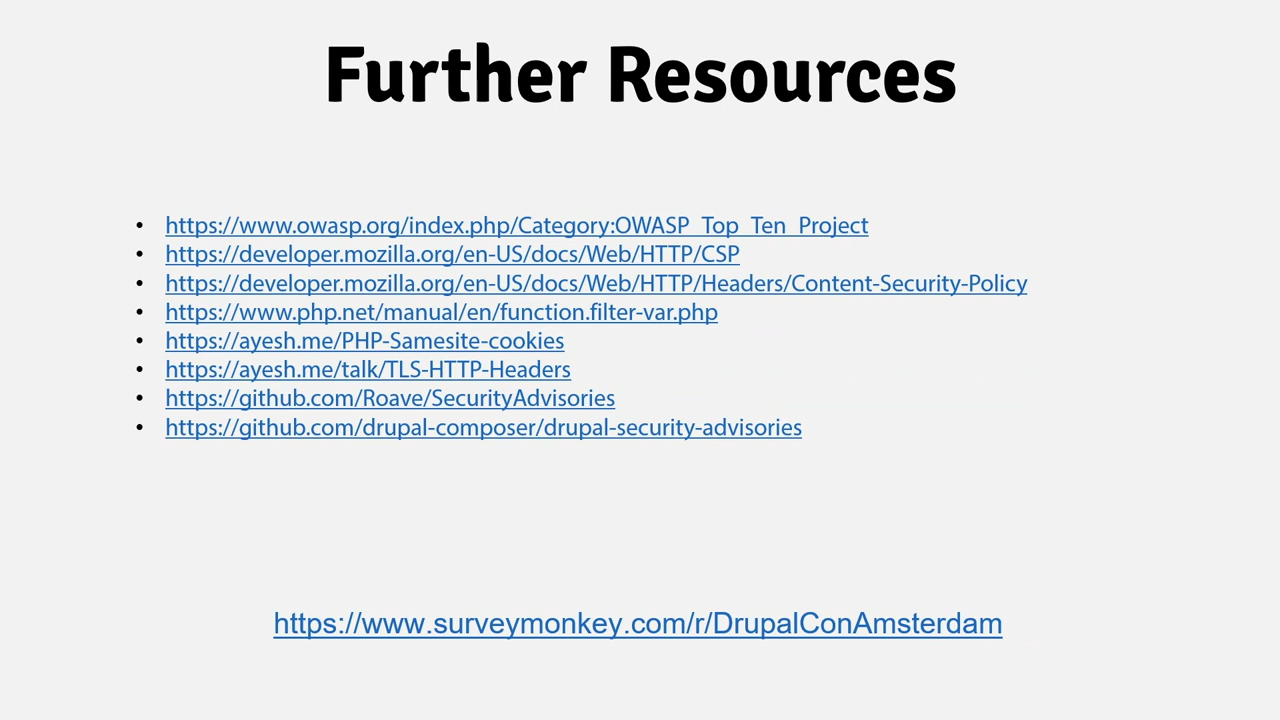 Further Resources
• https://www.owasp.org/index.php/Category:OWASP_Top_Ten_Project
• https://developer.mozilla.org/en-US/docs/Web/HTTP/CSP
• https://developer.mozilla.org/en-US/docs/Web/HTTP/Headers/Content-Security-Policy
• https://www.php.net/manual/en/function.filter-var.php
• https://ayesh.me/PHP-Samesite-cookies
• https://ayesh.me/talk/TLS-HTTP-Headers
• https://github.com/Roave/SecurityAdvisories
• https://github.com/drupal-composer/drupal-security-advisories
https://www.surveymonkey.com/r/DrupalConAmsterdam